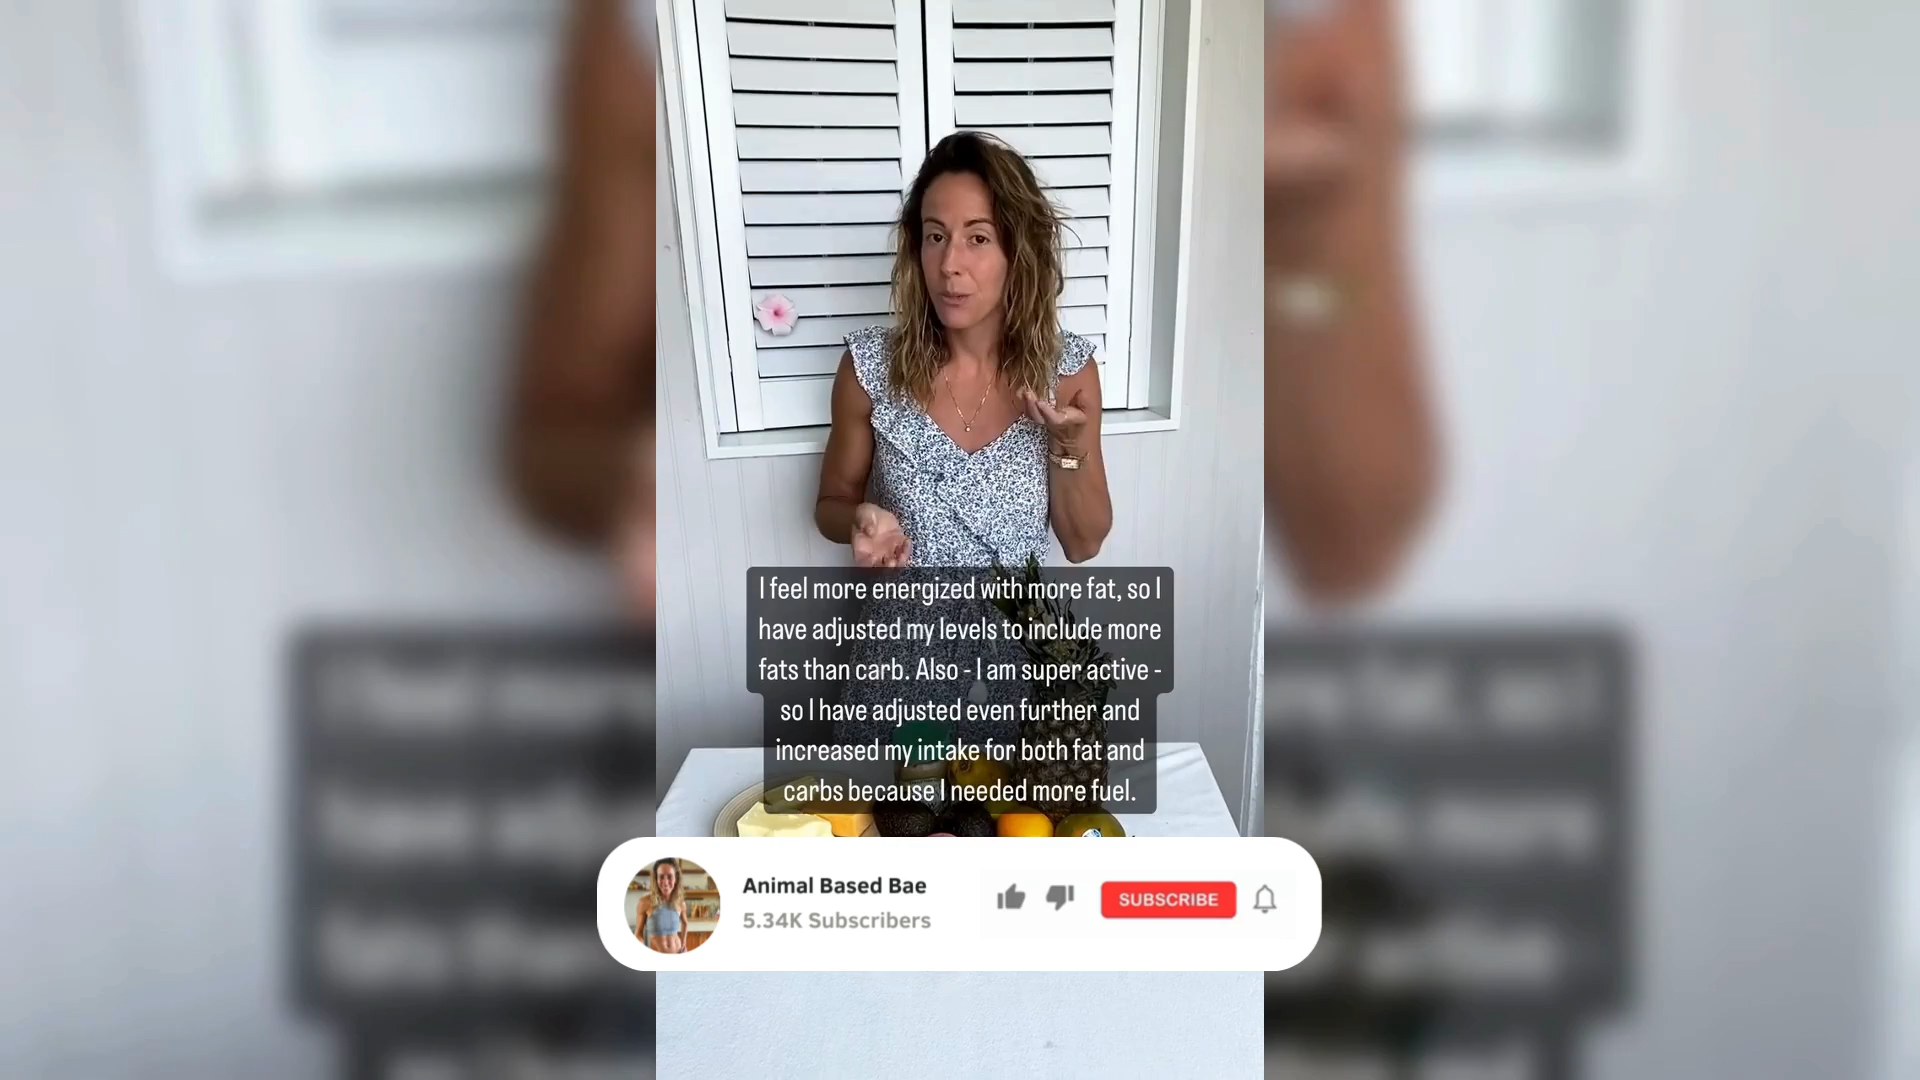 I feel more energized with more fat, so I
have adjusted my levels to include more
fats than carb. Also - I am super active -
so I have adjusted even further and
increased my intake for both fat and
carbs because I needed more fuel.
Animal Based Bae
5.34K Subscribers
SUBSCRIBE